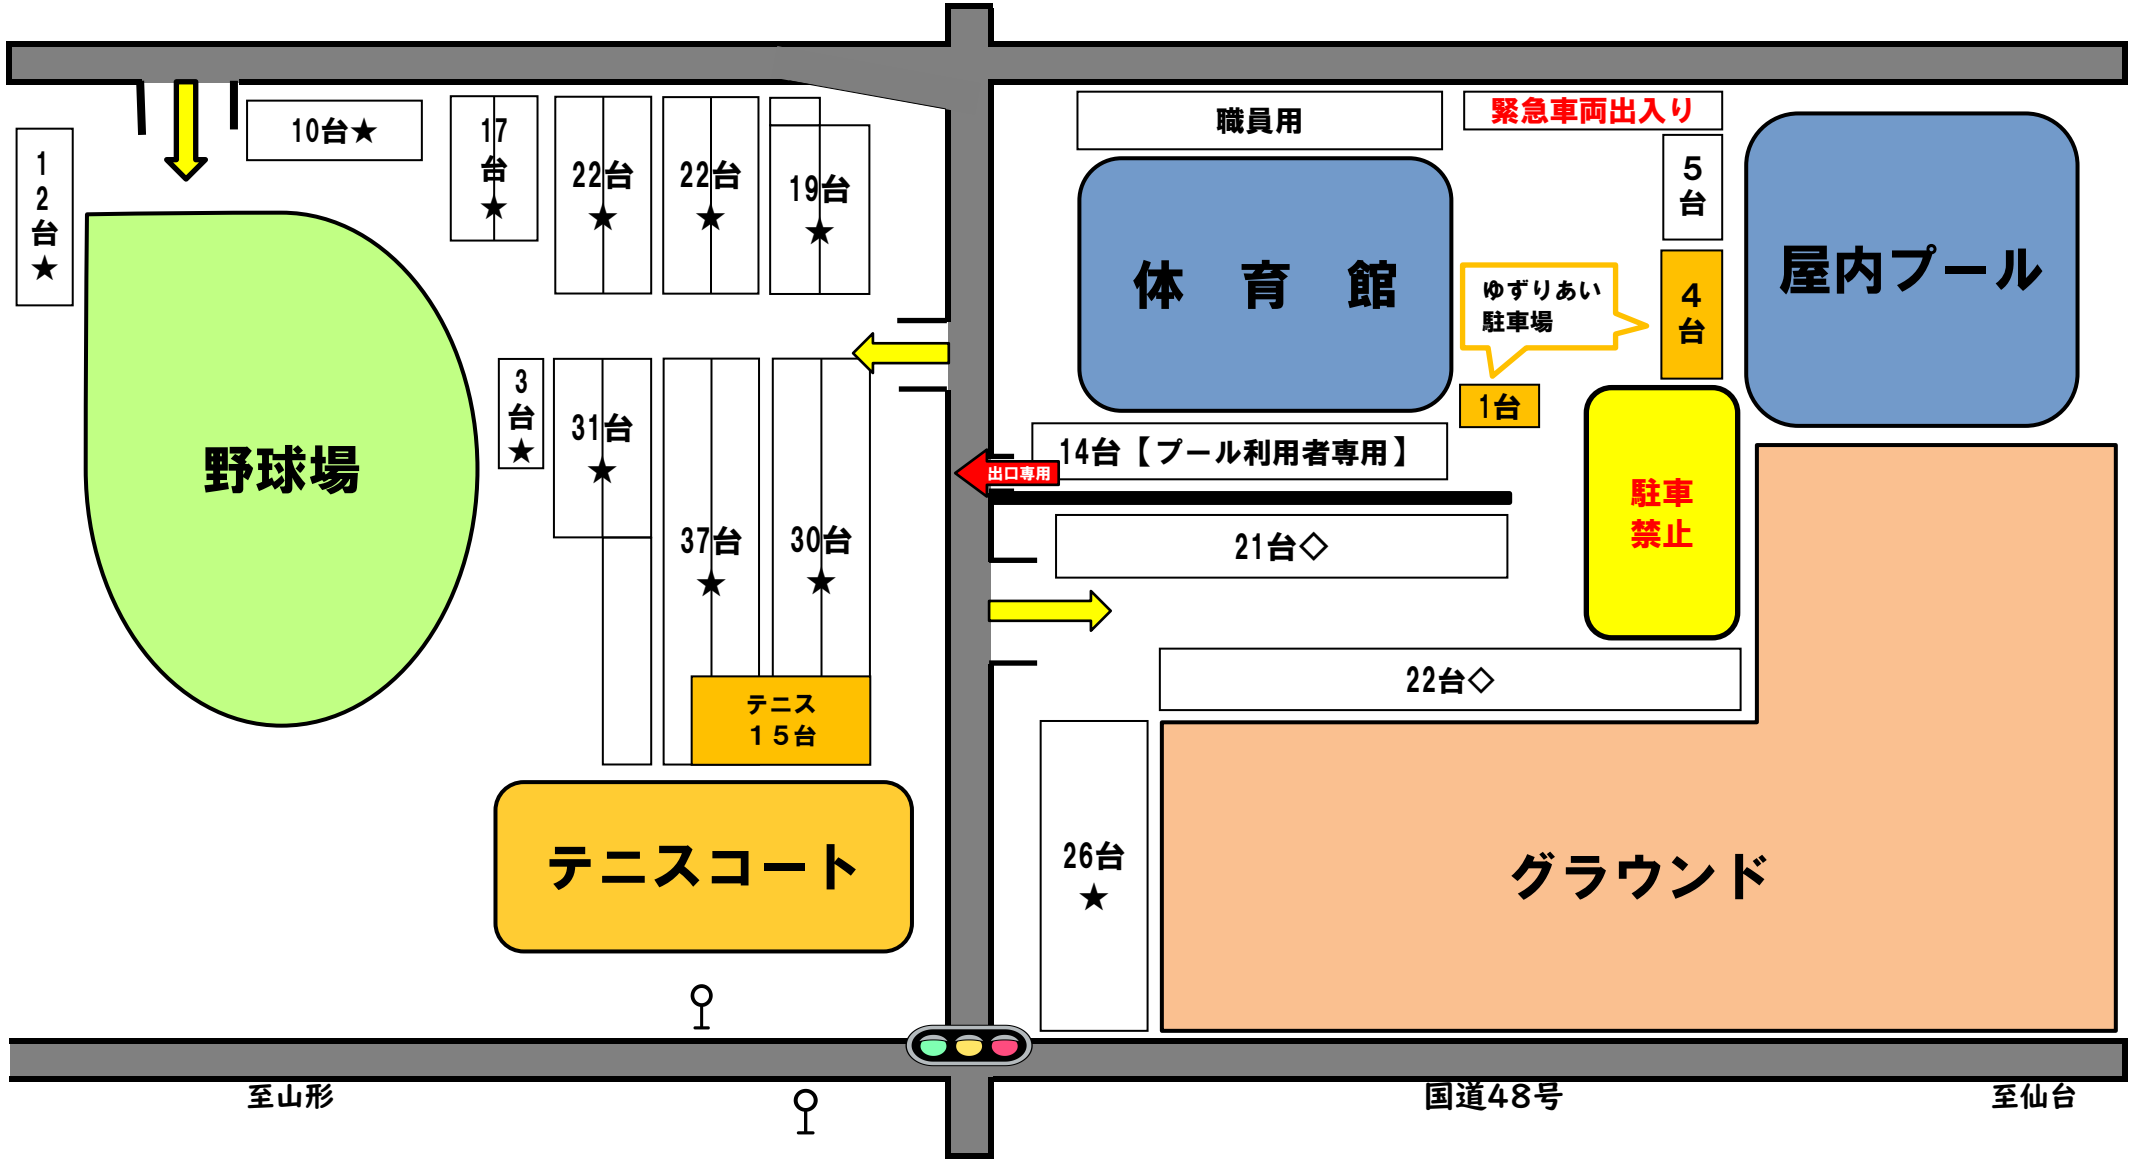 職員用
緊急車両出入り
10台★
17
台
★
22台
★
22台
★
19台
★
1
2
台
★
5
台
体 育 館
屋内プール
ゆずりあい
駐車場
4
台
1台
3
台
★
31台
★
野球場
14台【プール利用者専用】
出口専用
駐車
禁止
37台
★
30台
★
21台◇
22台◇
テニス
15台
テニスコート
26台
★
グラウンド
至山形
国道48号
至仙台